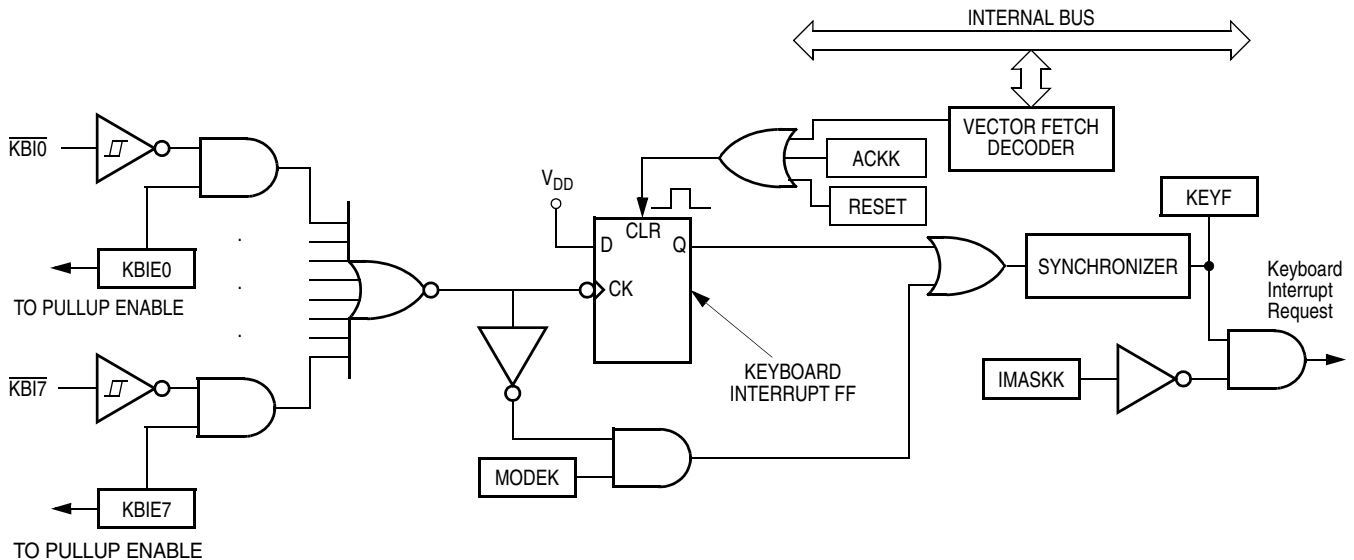 INTERNAL BUS
VECTOR FETCH
DECODER
ACKK
RESET
KBI0
VDD
CLR
D
Q
CK
KEYF
SYNCHRONIZER
Keyboard
Interrupt
Request
KBIE0
TO PULLUP ENABLE
KBI7
KEYBOARD
INTERRUPT FF
IMASKK
MODEK
KBIE7
TO PULLUP ENABLE